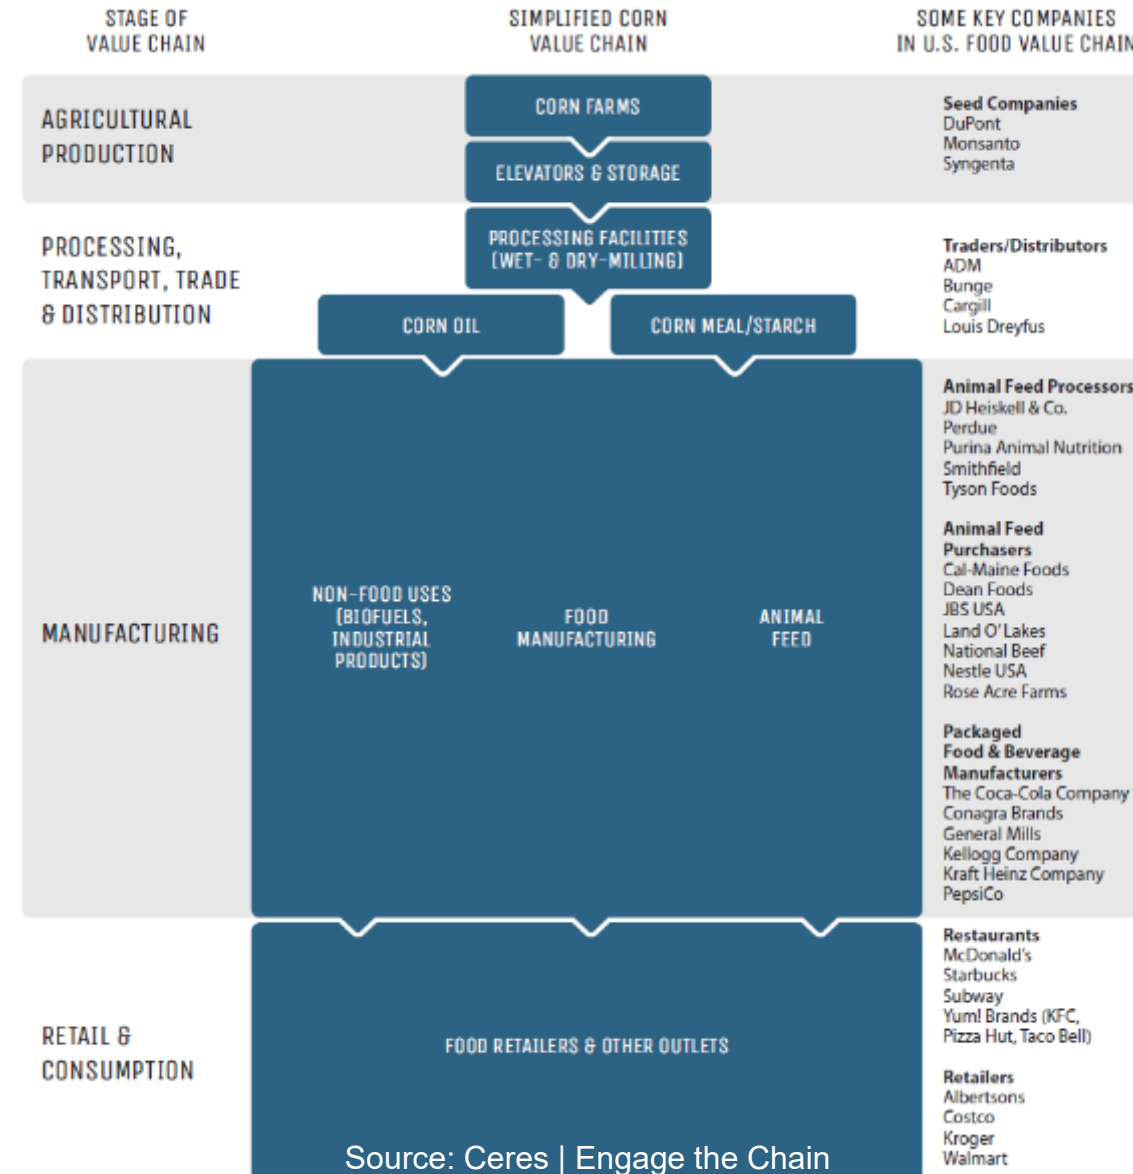 STAGE OF
VALUE CHAIN
SIMPLIFIED CORN
VALUE CHAIN
SOME KEY COMPANIES
IN U.S. FOOD VALUE CHAIN
AGRICULTURAL
PRODUCTION
CORN FARMS
ELEVATORS & STORAGE
Seed Companies
DuPont
Monsanto
Syngenta
PROCESSING,
TRANSPORT, TRADE
& DISTRIBUTION
PROCESSING FACILITIES
(WET- & DRY-MILLING)
CORN OIL
CORN MEAL/STARCH
Traders/Distributors
ADM
Bunge
Cargill
Louis Dreyfus
MANUFACTURING
NON-FOOD USES
(BIOFUELS,
INDUSTRIAL
PRODUCTS)
FOOD
MANUFACTURING
ANIMAL
FEED
Animal Feed Processors
JD Heiskell & Co.
Perdue
Purina Animal Nutrition
Smithfield
Tyson Foods
Animal Feed
Purchasers
Cal-Maine Foods
Dean Foods
JBS USA
Land O'Lakes
National Beef
Nestle USA
Rose Acre Farms
Packaged
Food & Beverage
Manufacturers
The Coca-Cola Company
Conagra Brands
General Mills
Kellogg Company
Kraft Heinz Company
PepsiCo
RETAIL &
CONSUMPTION
FOOD RETAILERS & OTHER OUTLETS
Restaurants
McDonald's
Starbucks
Subway
Yum! Brands (KFC,
Pizza Hut, Taco Bell)
Retailers
Albertsons
Costco
Kroger
Walmart
Source: Ceres | Engage the Chain